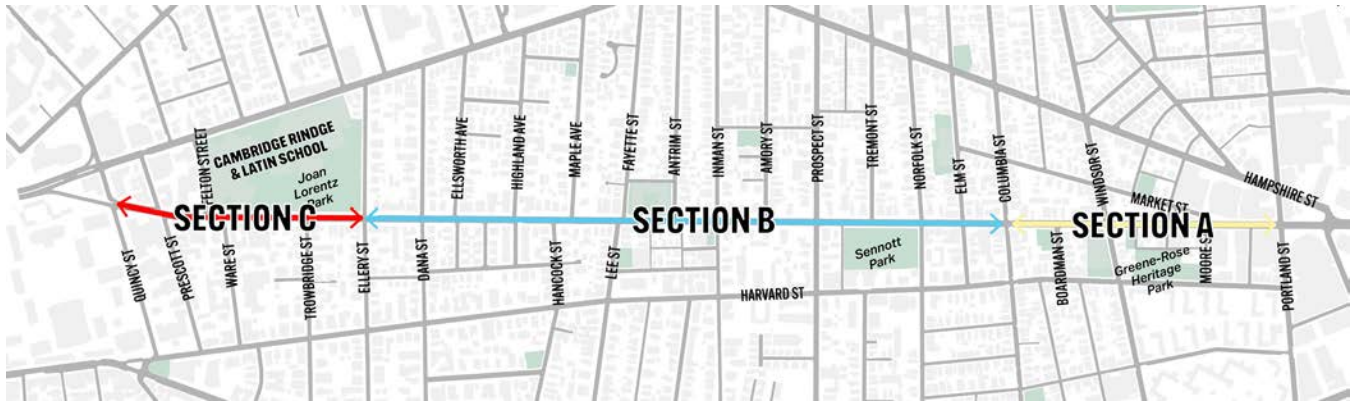 QUINCY ST
PRESCOTT ST
FELTON STREET
WARE ST
CAMBRIDGE RINDGE
& LATIN SCHOOL
Joan
Lorentz
Park
SECTION C
TROWBRIDGE ST
ELLERY ST
DANA ST
ELLSWORTH AVE
HIGHLAND AVE
HANCOCK ST
MAPLE AVE
LEE ST
FAYETTE ST
ANTRIM ST
SECTION B
INMAN ST
AMORY ST
HARVARD ST
PROSPECT ST
TREMONT ST
Sennott
Park
NORFOLK ST
ELM ST
COLUMBIA ST
BOARDMAN ST
WINDSOR ST
MARKET ST
SECTION A
Greene-Rose
Heritage
Park
MOORE S
HAMPSHIRE ST
PORTLAND ST